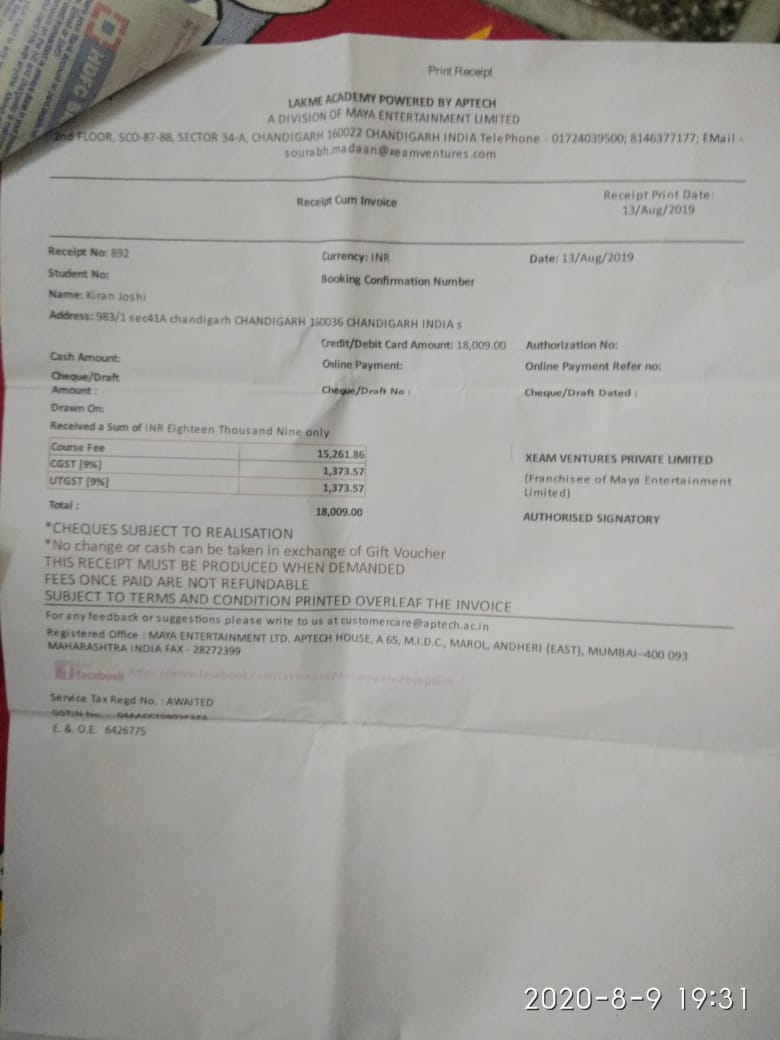 HDFC B
Print Receipt
LAKME ACADEMY POWERED BY APTECH
A DIVISION OF MAYA ENTERTAINMENT LIMITED
2nd FLOOR, SCO-87-88, SECTOR 34-A, CHANDIGARH 160022 CHANDIGARH INDIA TelePhone - 01724039500; 8146377177; EMail -
sourabh.madaan@xeamventures.com
Receipt Cum Invoice
Receipt Print Date:
13/Aug/2019
Receipt No: 892 Currency: INR Date: 13/Aug/2019
Student No: Booking Confirmation Number
Name: Kiran Joshi
Address: 983/1 sec41A chandigarh CHANDIGARH 160036 CHANDIGARH INDIA s
Credit/Debit Card Amount: 18,009.00 Authorization No:
Cash Amount: Online Payment: Online Payment Refer no:
Cheque/Draft
Amount : Cheque/Draft No : Cheque/Draft Dated :
Drawn On:
Received a Sum of INR Eighteen Thousand Nine only
Course Fee 15,261.86
CGST [9%] 1,373.57
UTGST [9%] 1,373.57
Total : 18,009.00
XEAM VENTURES PRIVATE LIMITED
(Franchisee of Maya Entertainment
Limited)
AUTHORISED SIGNATORY
*CHEQUES SUBJECT TO REALISATION
*No change or cash can be taken in exchange of Gift Voucher
THIS RECEIPT MUST BE PRODUCED WHEN DEMANDED
FEES ONCE PAID ARE NOT REFUNDABLE
SUBJECT TO TERMS AND CONDITION PRINTED OVERLEAF THE INVOICE
For any feedback or suggestions please write to us at customercare@aptech.ac.in
Registered Office : MAYA ENTERTAINMENT LTD. APTECH HOUSE, A 65, M.I.D.C., MAROL, ANDHERI (EAST), MUMBAI-400 093
MAHARASHTRA INDIA FAX - 28272399
facebook
Service Tax Regd No. : AWAITED
GSTIN No. :
E. & O.E. 6426775
2020-8-9 19:31